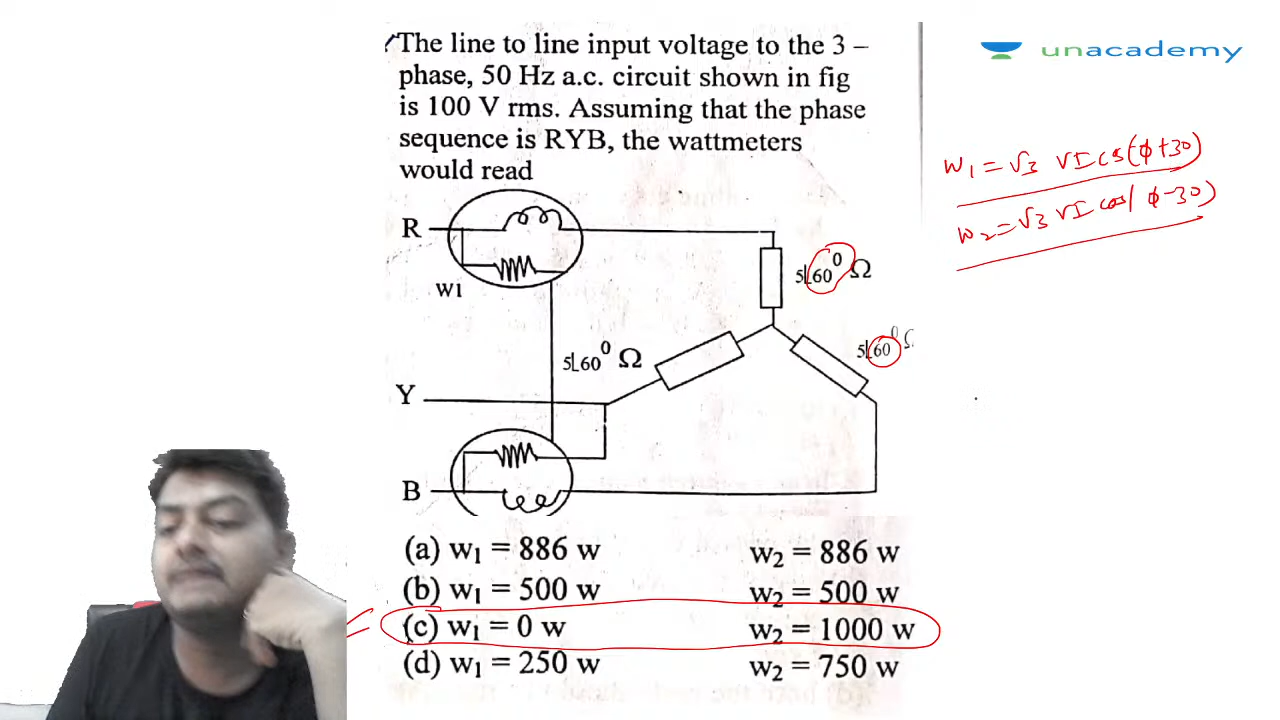 The line to line input voltage to the 3 –
phase, 50 Hz a.c. circuit shown in fig
is 100 V rms. Assuming that the phase
sequence is RYB, the wattmeters
would read
unacademy
W₁ = √3 VI cos(ϕ+30)
W₂ = √3 VI cos( ϕ-30)
R
W1
5∟60⁰ Ω
5∟60⁰ Ω
5∟60⁰
Y
B
(a) w₁ = 886 w w₂ = 886 w
(b) w₁ = 500 w w₂ = 500 w
(c) w₁ = 0 w w₂ = 1000 w
(d) w₁ = 250 w w₂ = 750 w